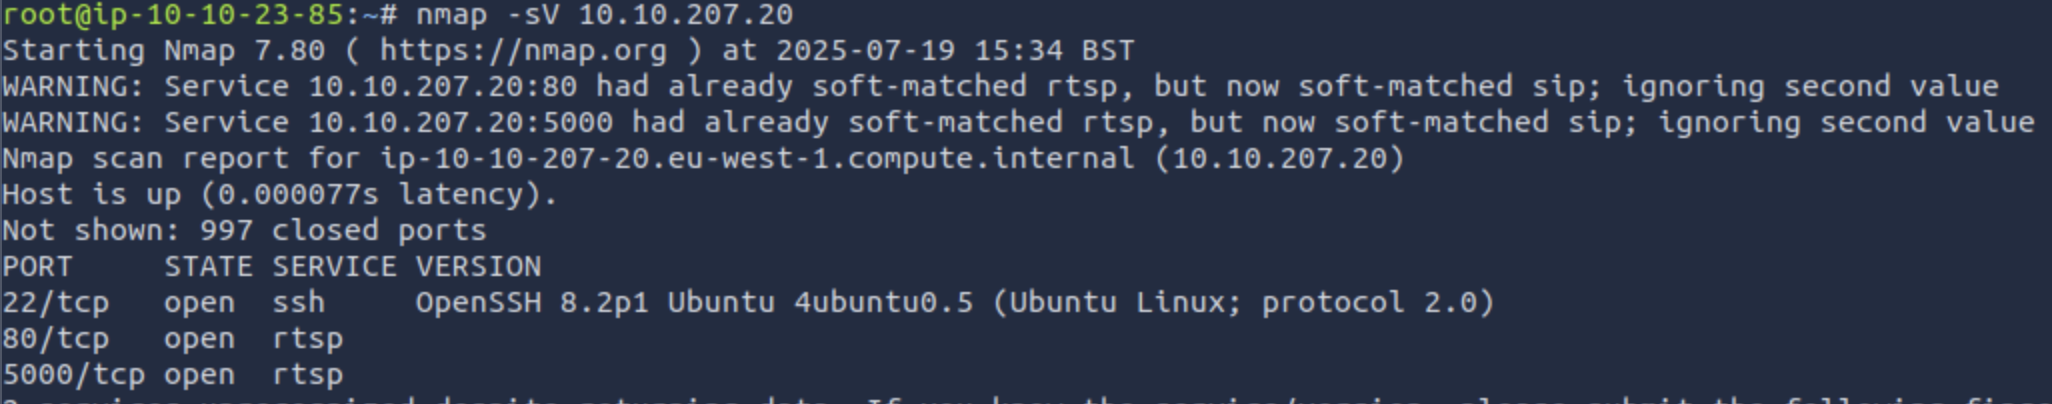 root@ip-10-10-23-85:~# nmap -sV 10.10.207.20
Starting Nmap 7.80 ( https://nmap.org ) at 2025-07-19 15:34 BST
WARNING: Service 10.10.207.20:80 had already soft-matched rtsp, but now soft-matched sip; ignoring second value
WARNING: Service 10.10.207.20:5000 had already soft-matched rtsp, but now soft-matched sip; ignoring second value
Nmap scan report for ip-10-10-207-20.eu-west-1.compute.internal (10.10.207.20)
Host is up (0.000077s latency).
Not shown: 997 closed ports
PORT     STATE SERVICE VERSION
22/tcp   open  ssh     OpenSSH 8.2p1 Ubuntu 4ubuntu0.5 (Ubuntu Linux; protocol 2.0)
80/tcp   open  rtsp
5000/tcp open  rtsp